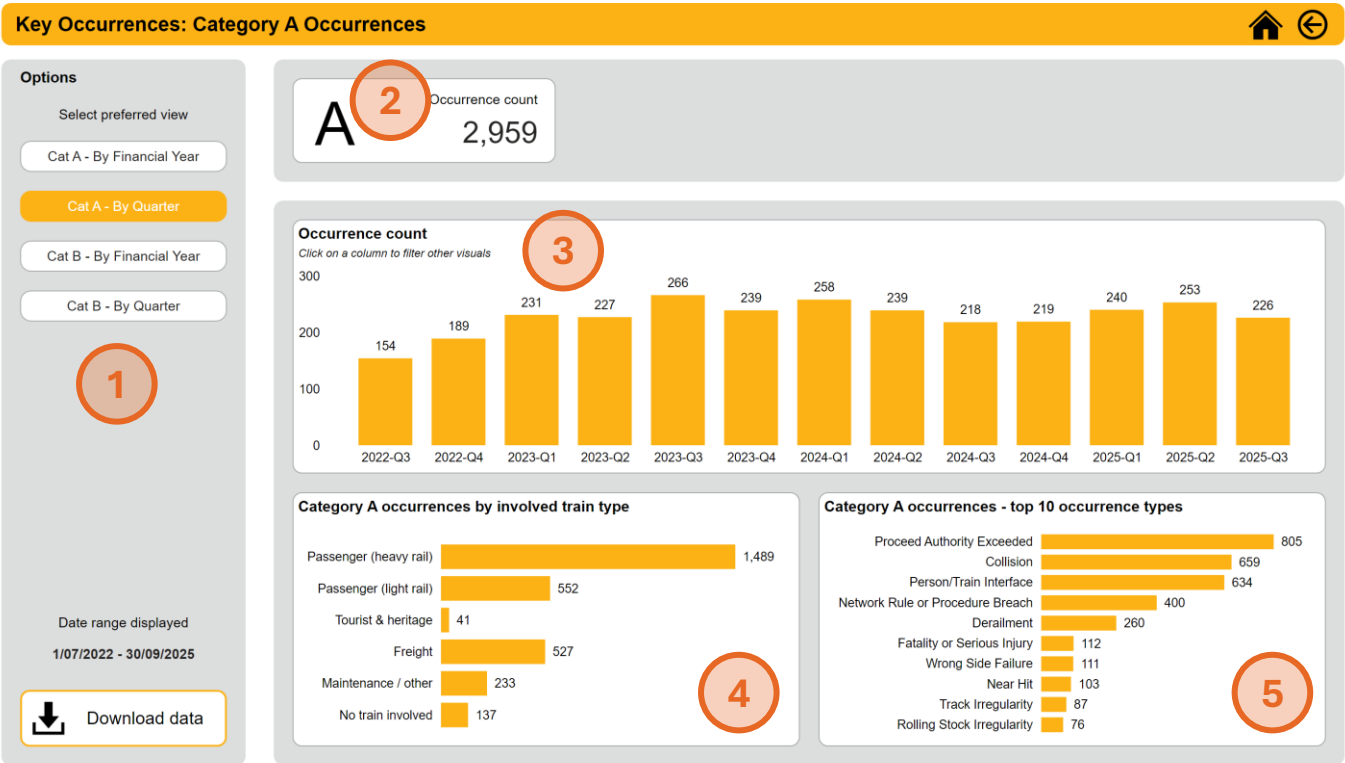 Key Occurrences: Category A Occurrences
Options
Select preferred view
Cat A - By Financial Year
Cat A - By Quarter
Cat B - By Financial Year
Cat B - By Quarter
1
Date range displayed
1/07/2022 - 30/09/2025
Download data
A
2
Occurrence count
2,959
Occurrence count
Click on a column to filter other visuals
3
300
200
100
0
154 189 231 227 266 239 258 239 218 219 240 253 226
2022-Q3 2022-Q4 2023-Q1 2023-Q2 2023-Q3 2023-Q4 2024-Q1 2024-Q2 2024-Q3 2024-Q4 2025-Q1 2025-Q2 2025-Q3
Category A occurrences by involved train type
Passenger (heavy rail) 1,489
Passenger (light rail) 552
Tourist & heritage 41
Freight 527
Maintenance / other 233
No train involved 137
4
Category A occurrences - top 10 occurrence types
Proceed Authority Exceeded 805
Collision 659
Person/Train Interface 634
Network Rule or Procedure Breach 400
Derailment 260
Fatality or Serious Injury 112
Wrong Side Failure 111
Near Hit 103
Track Irregularity 87
Rolling Stock Irregularity 76
5